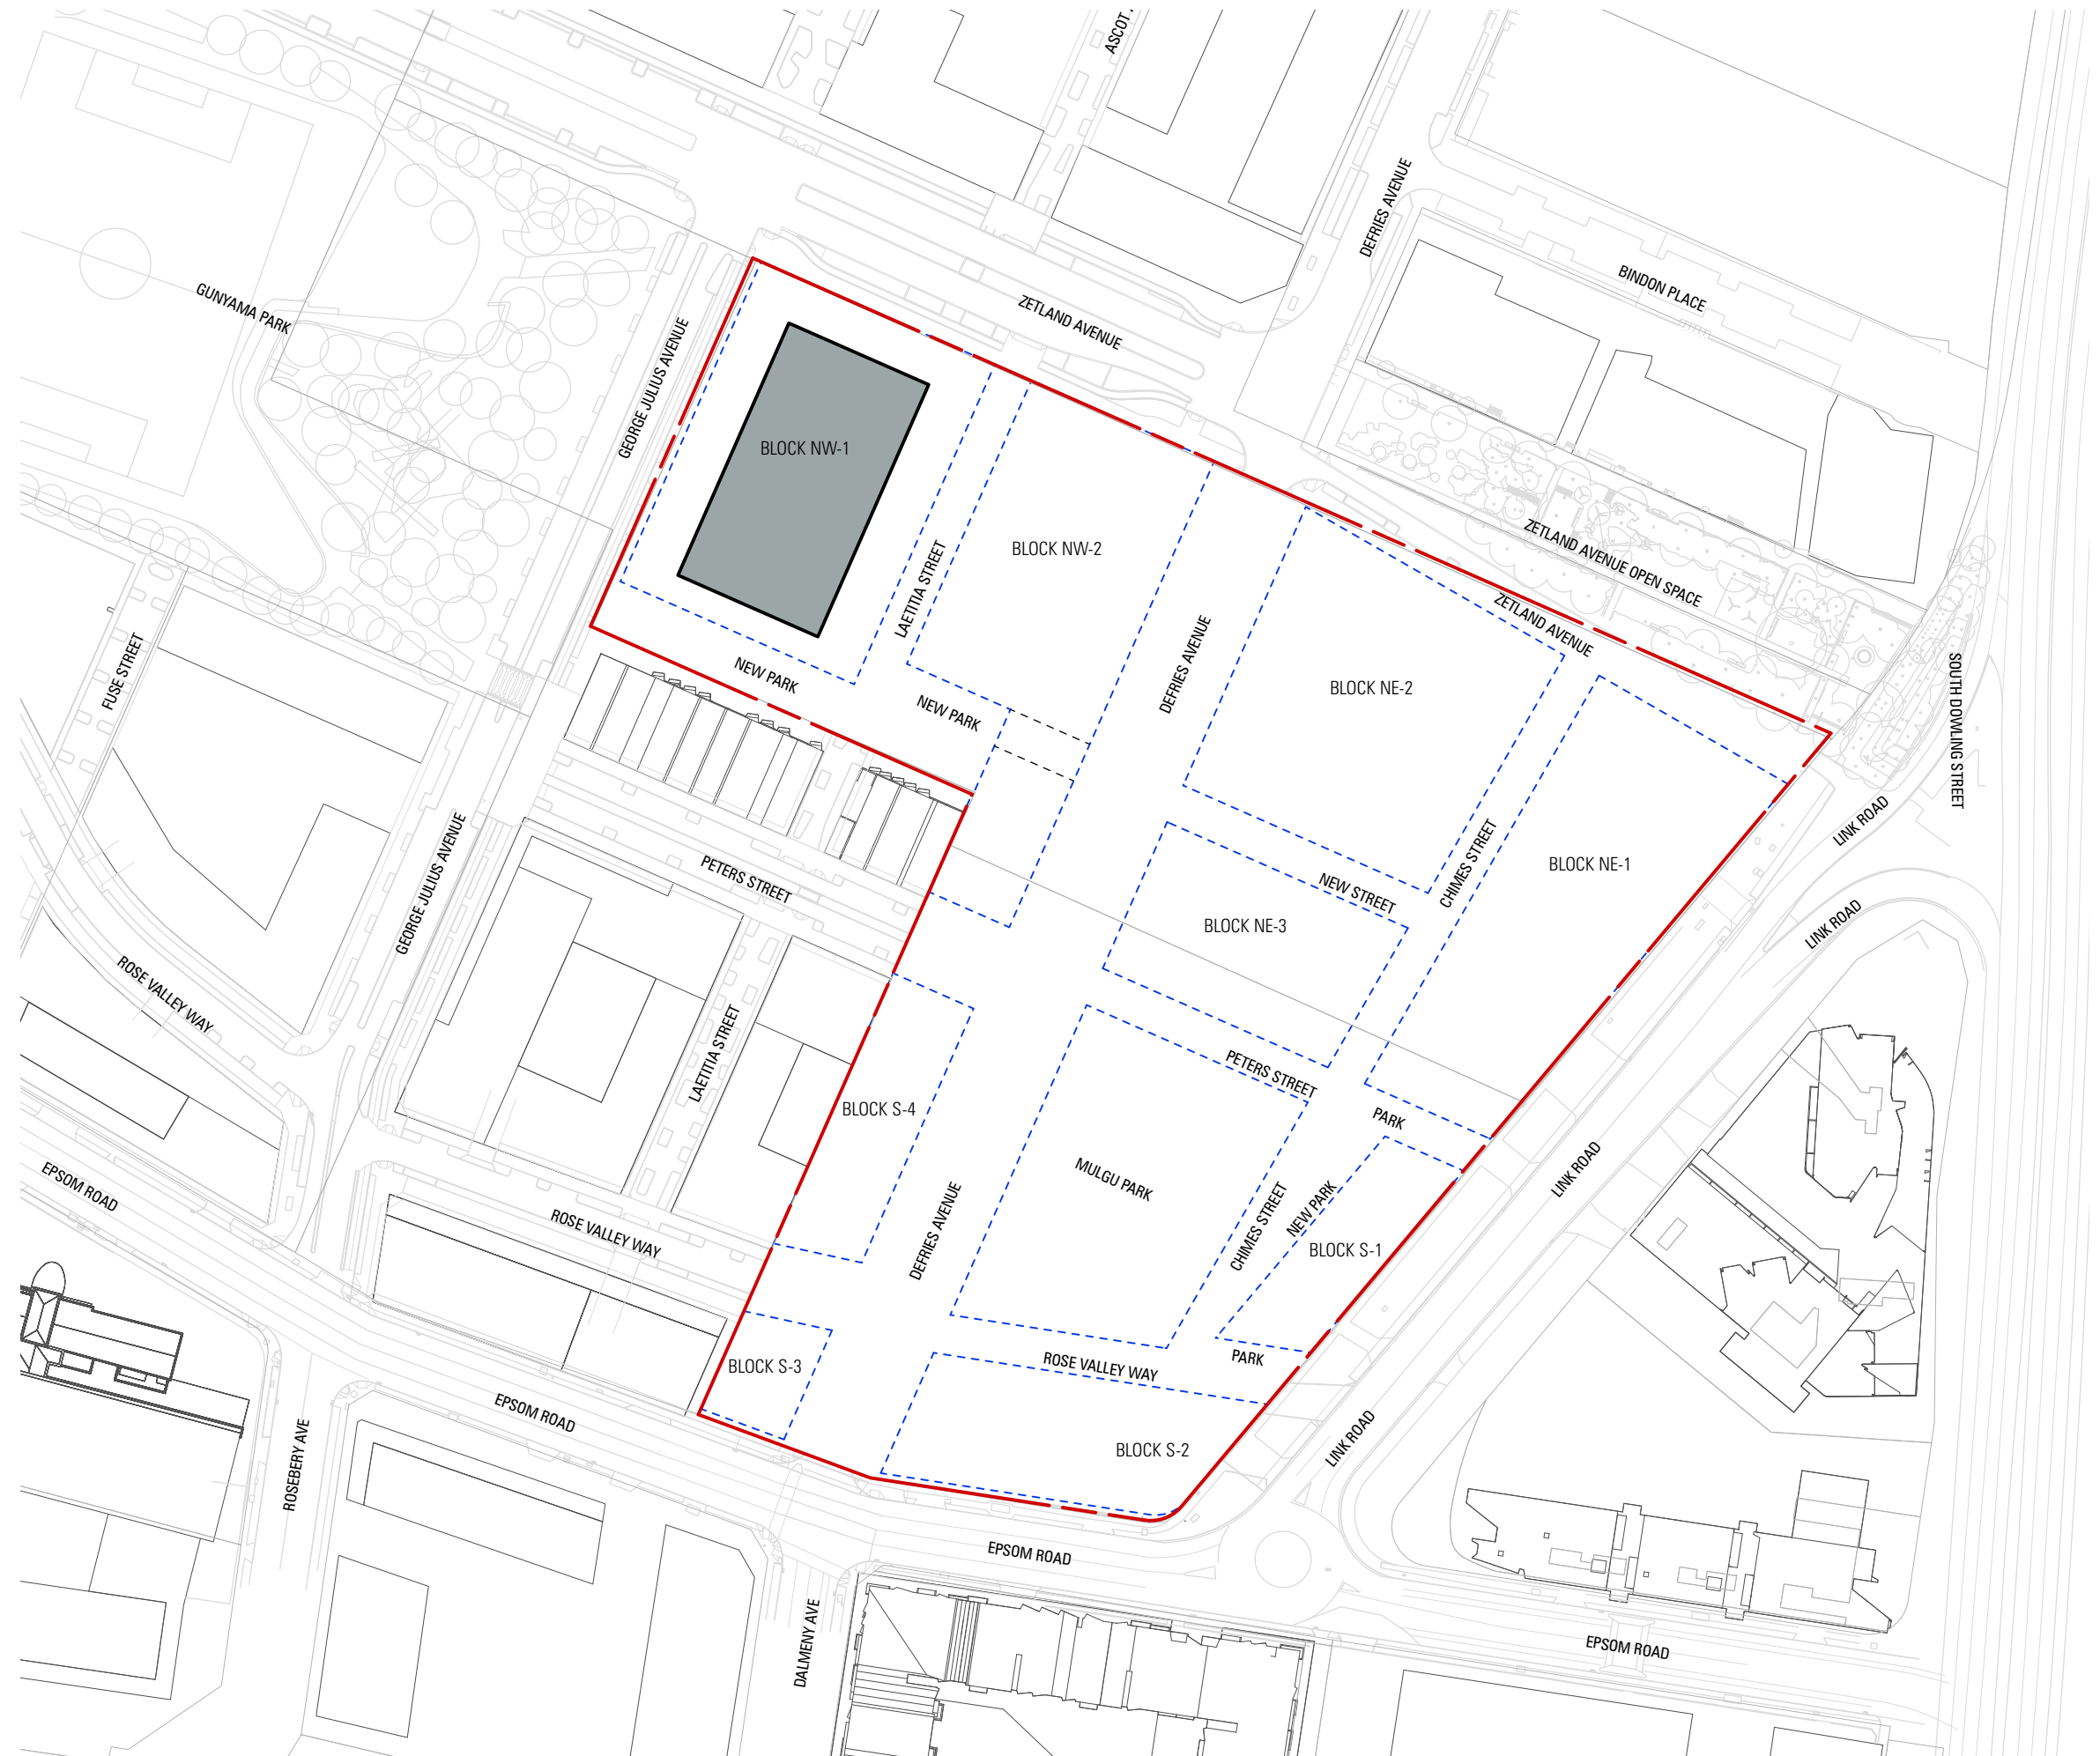 ASCOT
DEFRIES AVENUE
BINDON PLACE
GUNYAMA PARK
ZETLAND AVENUE
GEORGE JULIUS AVENUE
BLOCK NW-1
BLOCK NW-2
LAETITIA STREET
ZETLAND AVENUE OPEN SPACE
ZETLAND AVENUE
FUSE STREET
NEW PARK
NEW PARK
DEFRIES AVENUE
BLOCK NE-2
SOUTH DOWLING STREET
LINK ROAD
GEORGE JULIUS AVENUE
PETERS STREET
CHIMES STREET
BLOCK NE-1
NEW STREET
BLOCK NE-3
LINK ROAD
ROSE VALLEY WAY
LAETITIA STREET
BLOCK S-4
PETERS STREET
PARK
EPSOM ROAD
MULGU PARK
LINK ROAD
ROSE VALLEY WAY
DEFRIES AVENUE
CHIMES STREET
NEW PARK
BLOCK S-1
BLOCK S-3
ROSE VALLEY WAY
PARK
EPSOM ROAD
ROSEBERY AVE
BLOCK S-2
LINK ROAD
EPSOM ROAD
DALMENY AVE
EPSOM ROAD